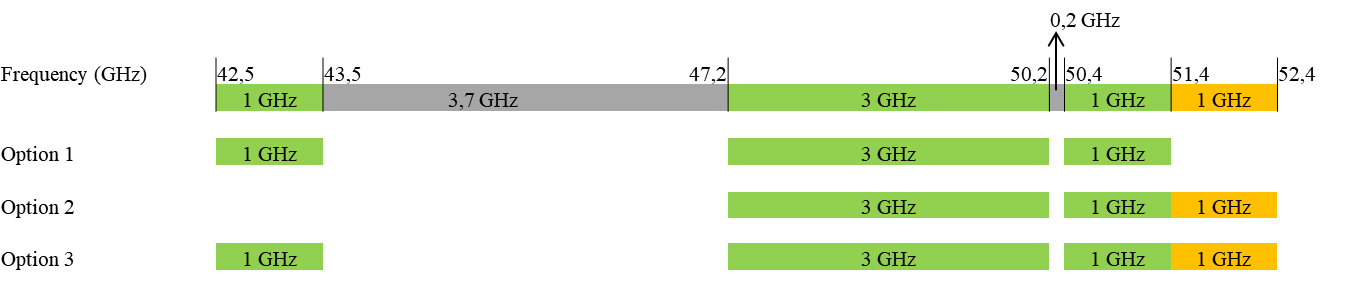 0,2 GHz
Frequency (GHz) 42,5 43,5 47,2 50,2 50,4 51,4 52,4
1 GHz 3,7 GHz 3 GHz 1 GHz 1 GHz
Option 1 1 GHz 3 GHz 1 GHz
Option 2 3 GHz 1 GHz 1 GHz
Option 3 1 GHz 3 GHz 1 GHz 1 GHz